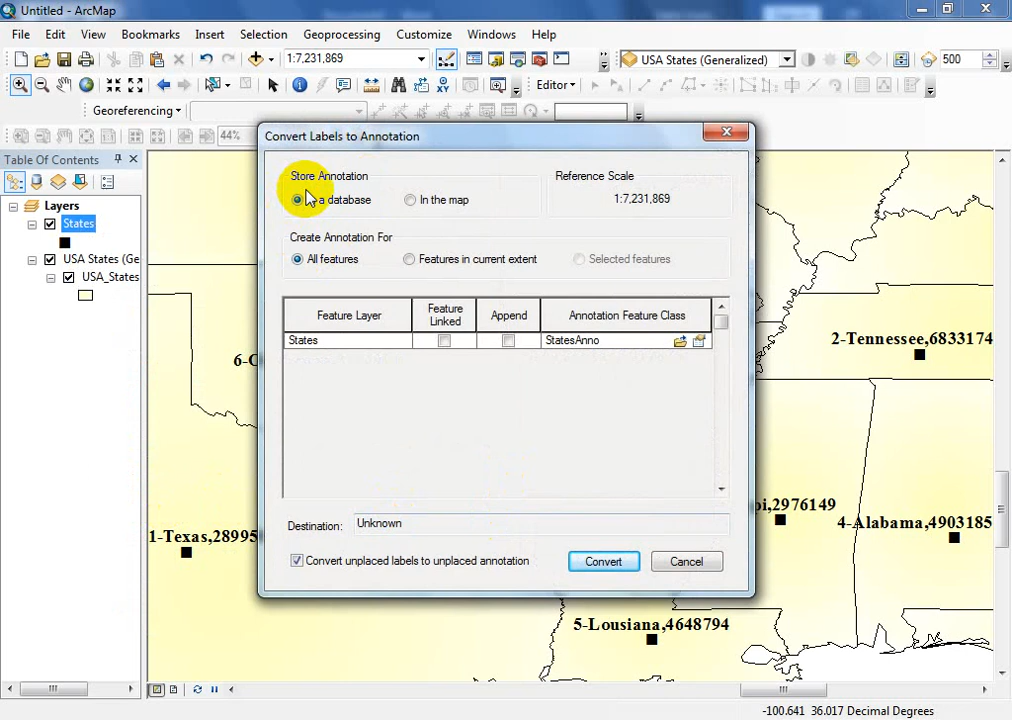 Untitled - ArcMap
File Edit View Bookmarks Insert Selection Geoprocessing Customize Windows Help
1:7,231,869
USA States (Generalized)
500
Editor
Georeferencing
44%
Table Of Contents
Layers
States
USA States (Ge
USA_States
Convert Labels to Annotation
Store Annotation
a database
In the map
Reference Scale
1:7,231,869
Create Annotation For
All features
Features in current extent
Selected features
Feature Layer
Feature Linked
Append
Annotation Feature Class
States
StatesAnno
Destination:
Unknown
Convert unplaced labels to unplaced annotation
Convert
Cancel
2-Tennessee,6833174
pi,2976149
4-Alabama,4903185
1-Texas,28995
5-Lousiana,4648794
-100.641 36.017 Decimal Degrees